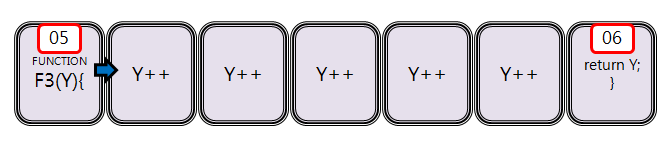 05
FUNCTION
F3(Y){
Y++
Y++
Y++
Y++
Y++
06
return Y;
}